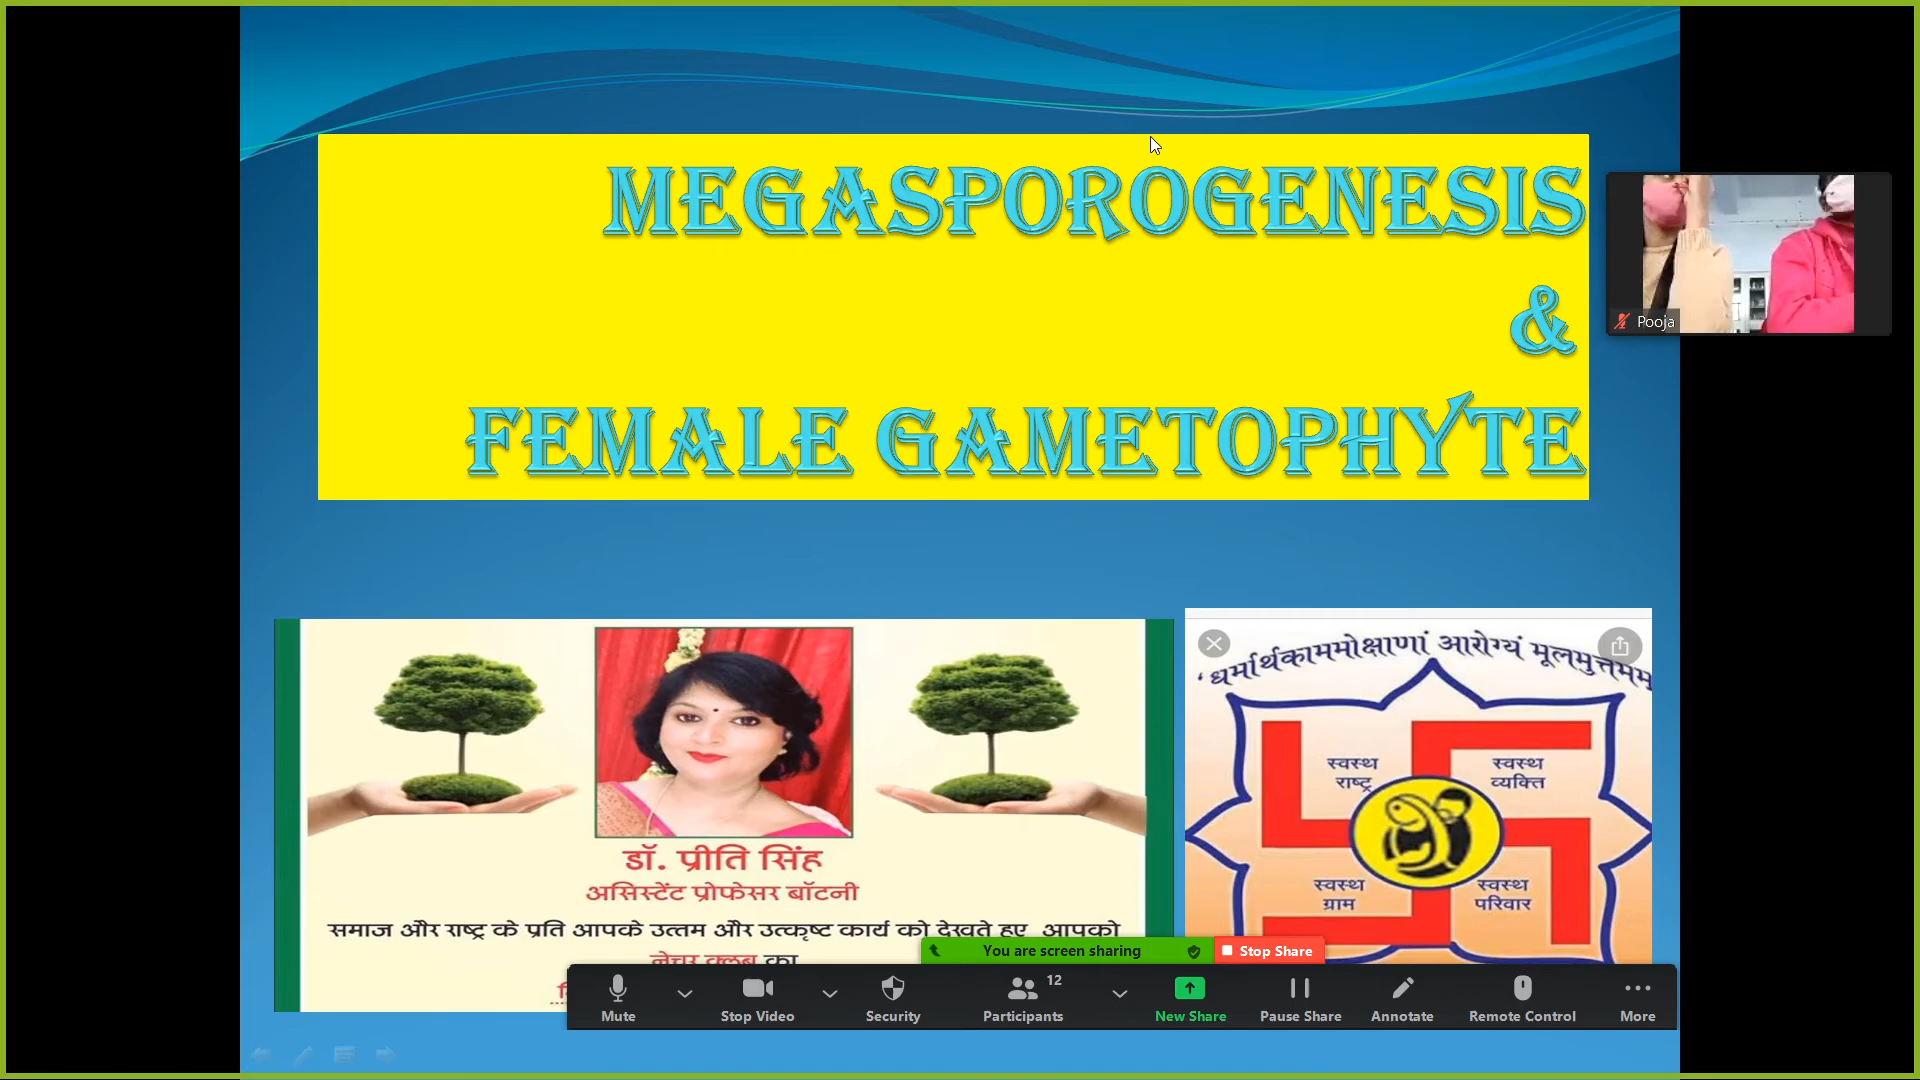 MEGASPOROGENESIS
&
FEMALE GAMETOPHYTE
Pooja
डॉ. प्रीति सिंह
असिस्टेंट प्रोफेसर बॉटनी
समाज और राष्ट्र के प्रति आपके उत्तम और उत्कृष्ट कार्य को देखते हुए आपको
नेचर क्लब का
'धर्मार्थकाममोक्षाणां आरोग्यं मूलमुत्तमम
स्वस्थ
राष्ट्र
स्वस्थ
व्यक्ति
स्वस्थ
ग्राम
स्वस्थ
परिवार
You are screen sharing
Stop Share
Mute
Stop Video
Security
12
Participants
New Share
Pause Share
Annotate
Remote Control
More